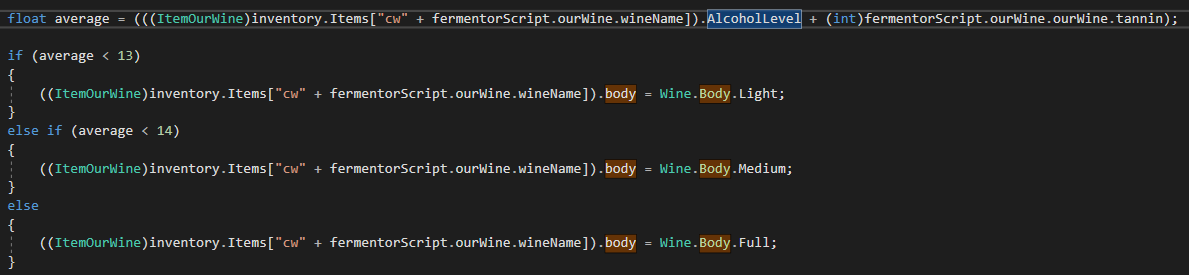 float average = (((ItemOurWine)inventory.Items["cw" + fermentorScript.ourWine.wineName]).AlcoholLevel + (int)fermentorScript.ourWine.ourWine.tannin);
if (average < 13)
{
((ItemOurWine)inventory.Items["cw" + fermentorScript.ourWine.wineName]).body = Wine.Body.Light;
}
else if (average < 14)
{
((ItemOurWine)inventory.Items["cw" + fermentorScript.ourWine.wineName]).body = Wine.Body.Medium;
}
else
{
((ItemOurWine)inventory.Items["cw" + fermentorScript.ourWine.wineName]).body = Wine.Body.Full;
}